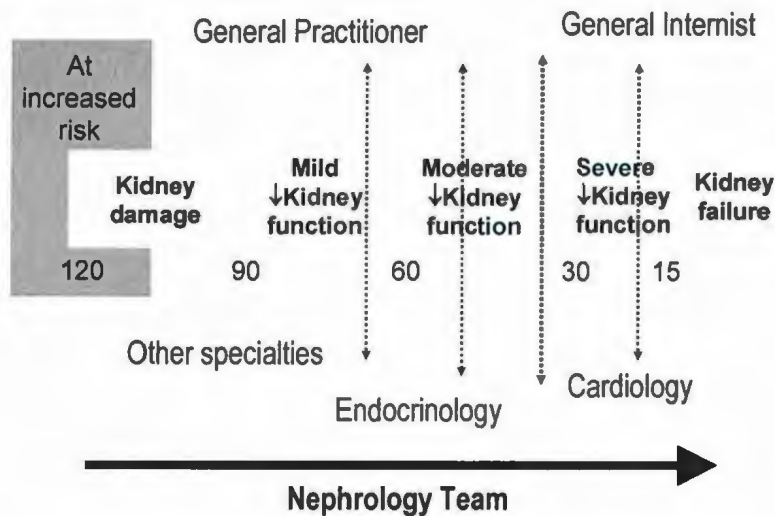 General Practitioner
General Internist
At
increased
risk
Kidney
damage
Mild
↓Kidney
function
Moderate
↓Kidney
function
Severe
↓Kidney
function
Kidney
failure
120
90
60
30
15
Other specialties
Endocrinology
Cardiology
Nephrology Team